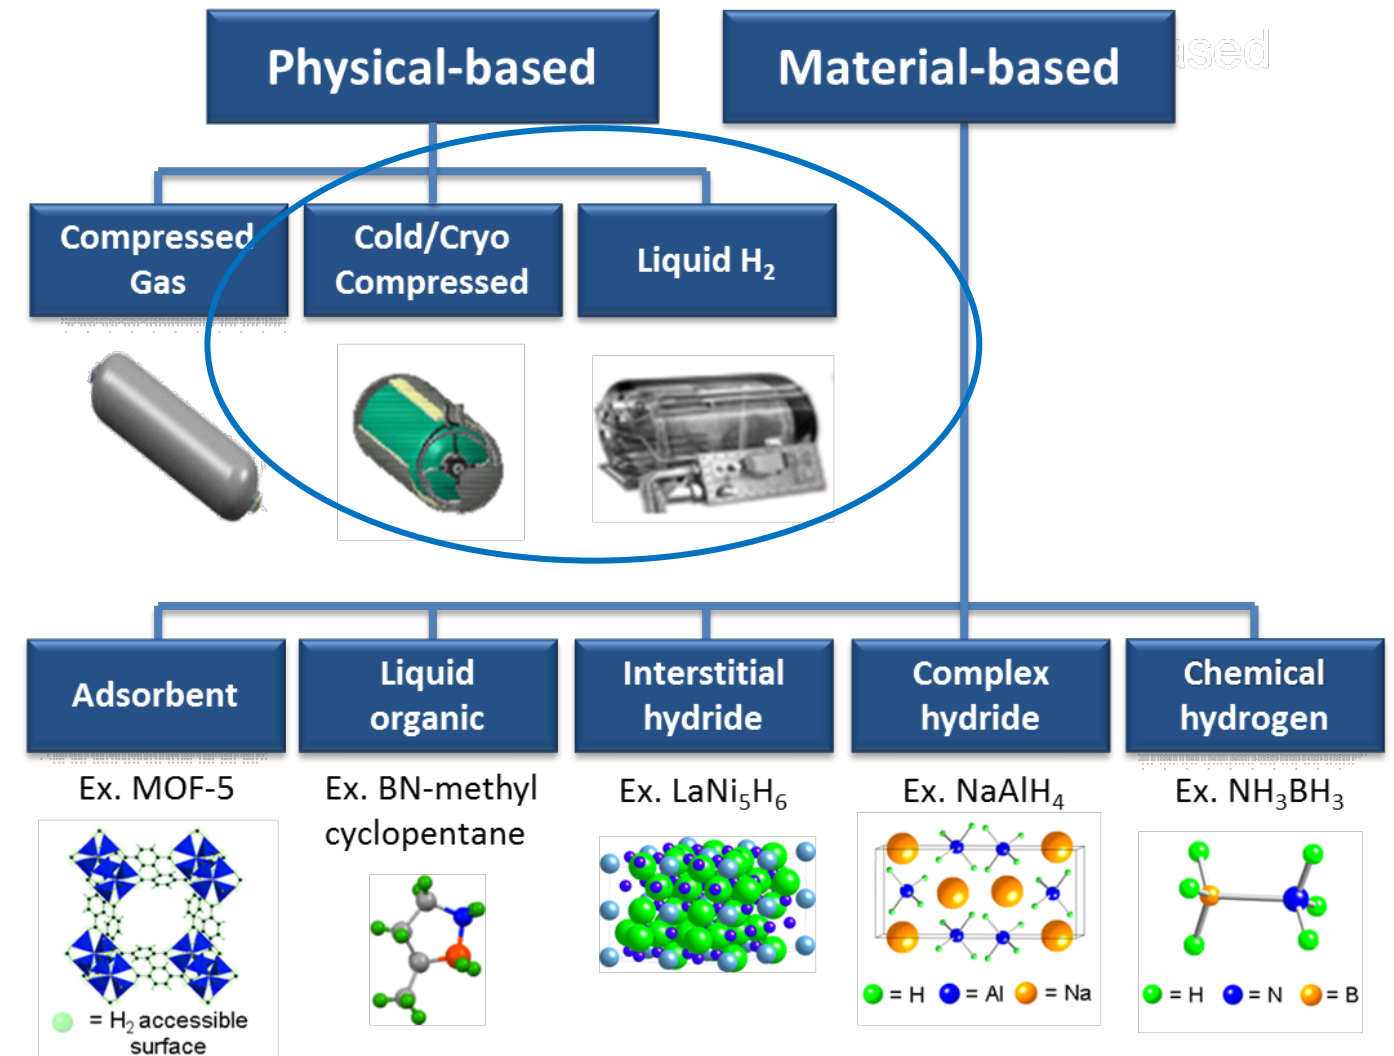 Physical-based
Material-based
ased
Compressed
Gas
Cold/Cryo
Compressed
Liquid H₂
Adsorbent
Liquid
organic
Interstitial
hydride
Complex
hydride
Chemical
hydrogen
Ex. MOF-5
Ex. BN-methyl
cyclopentane
Ex. LaNi₅H₆
Ex. NaAlH₄
Ex. NH₃BH₃
= H₂ accessible
surface
= H = Al = Na
= H = N = B